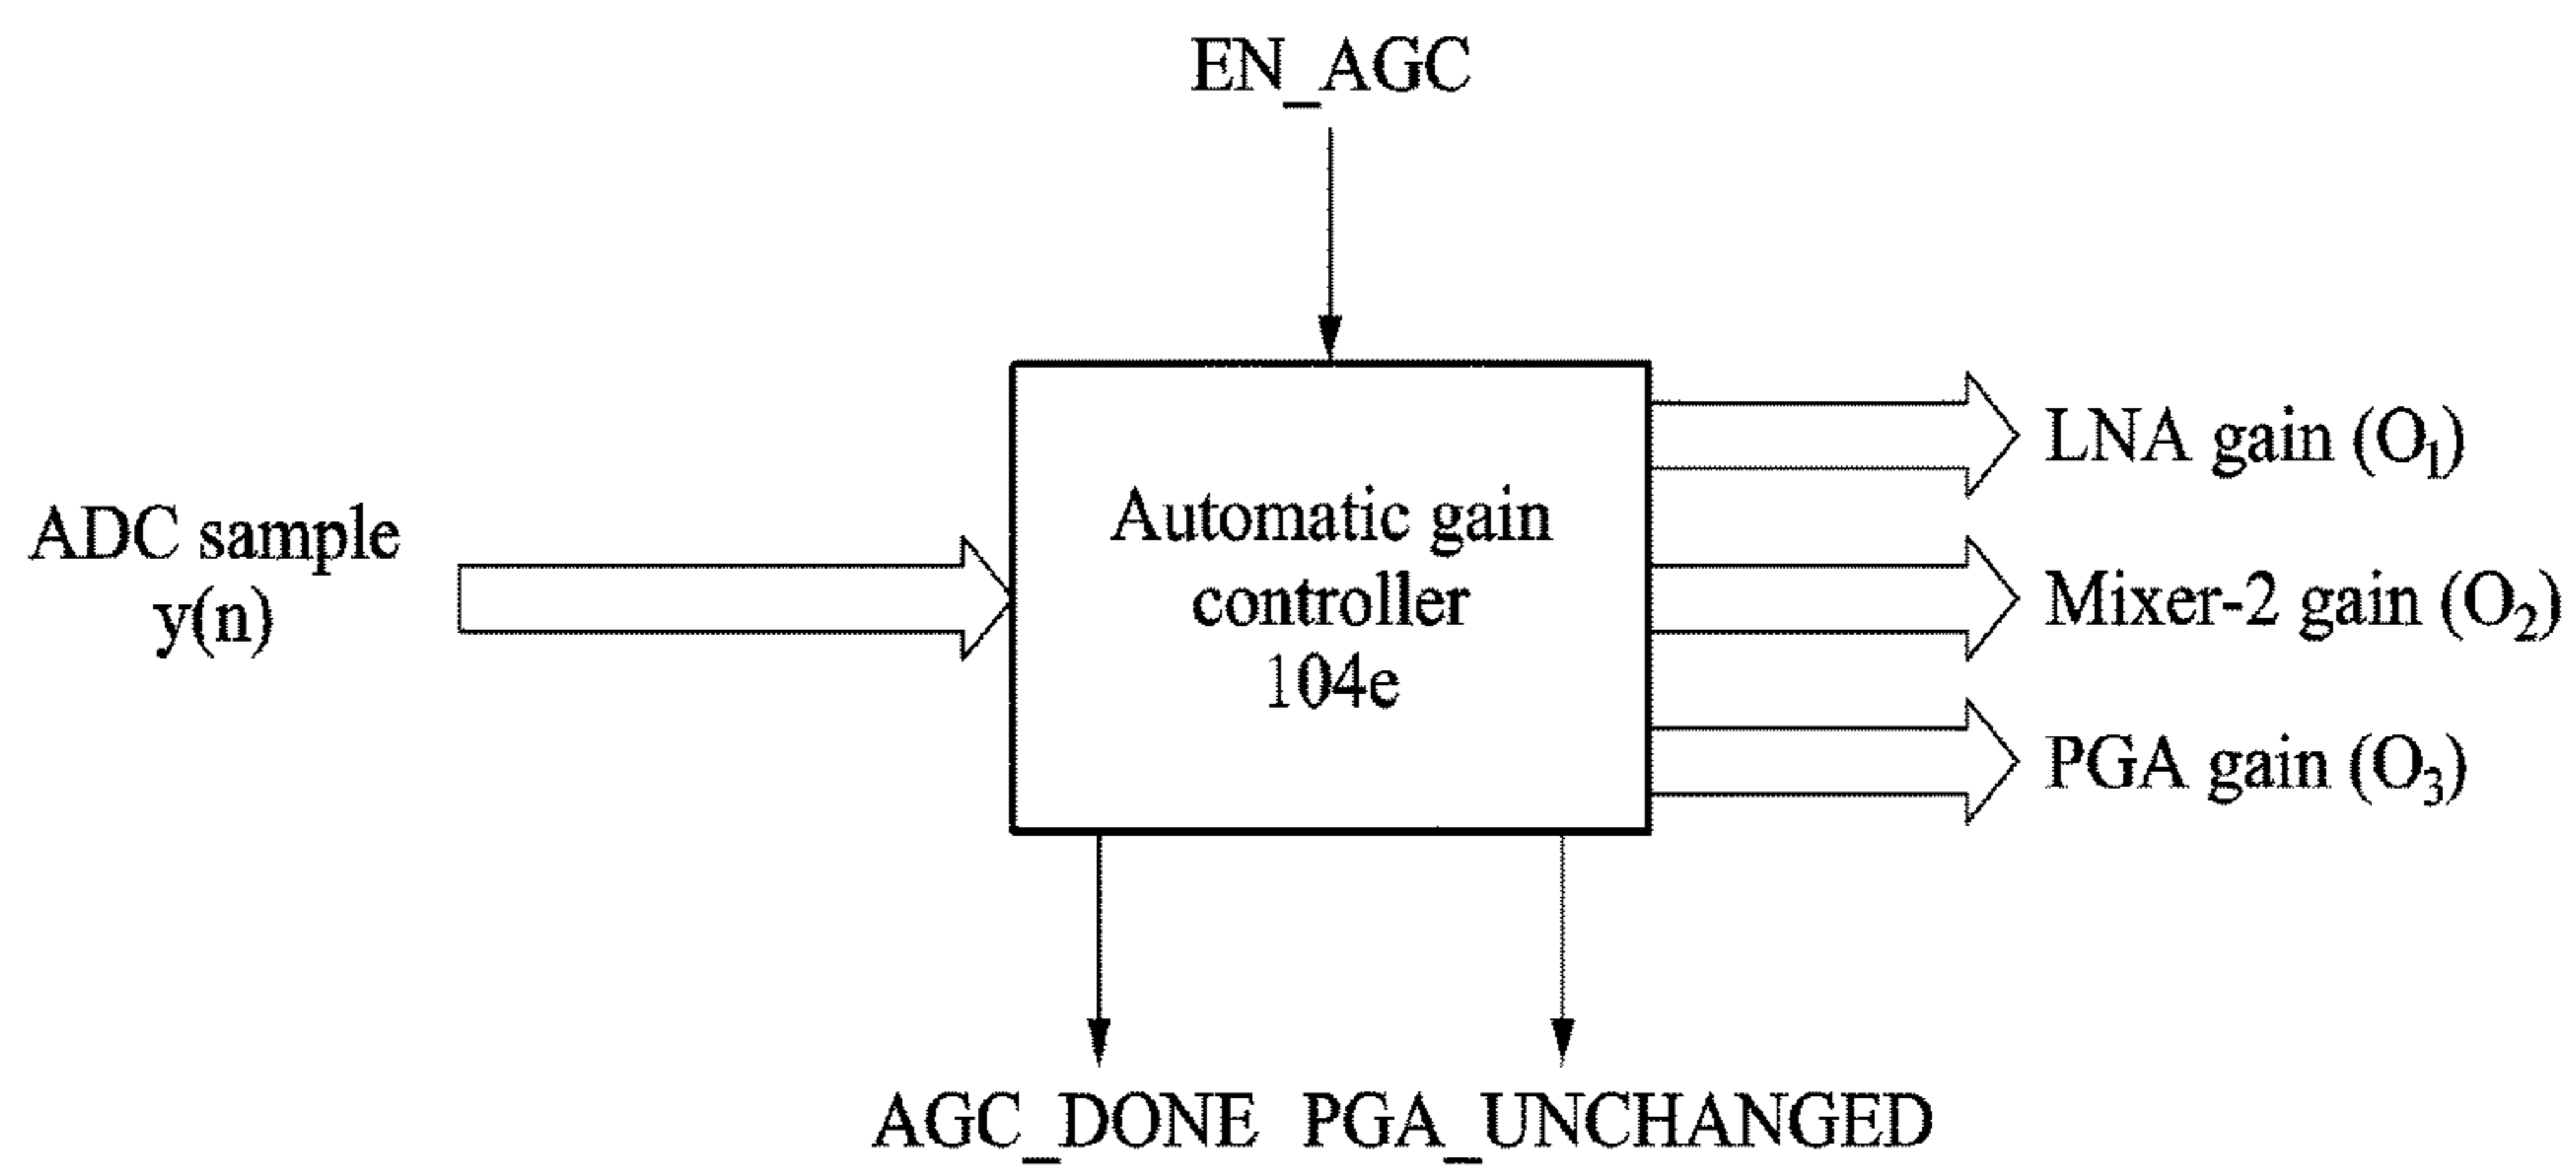 EN_AGC
ADC sample
y(n)
Automatic gain
controller
104e
LNA gain (O1)
Mixer-2 gain (O2)
PGA gain (O3)
AGC_DONE PGA_UNCHANGED